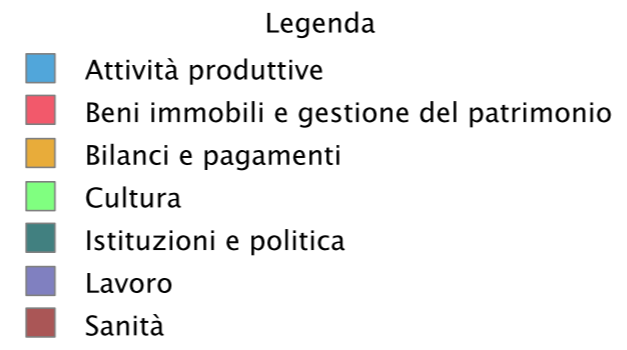 Legenda
Attività produttive
Beni immobili e gestione del patrimonio
Bilanci e pagamenti
Cultura
Istituzioni e politica
Lavoro
Sanità